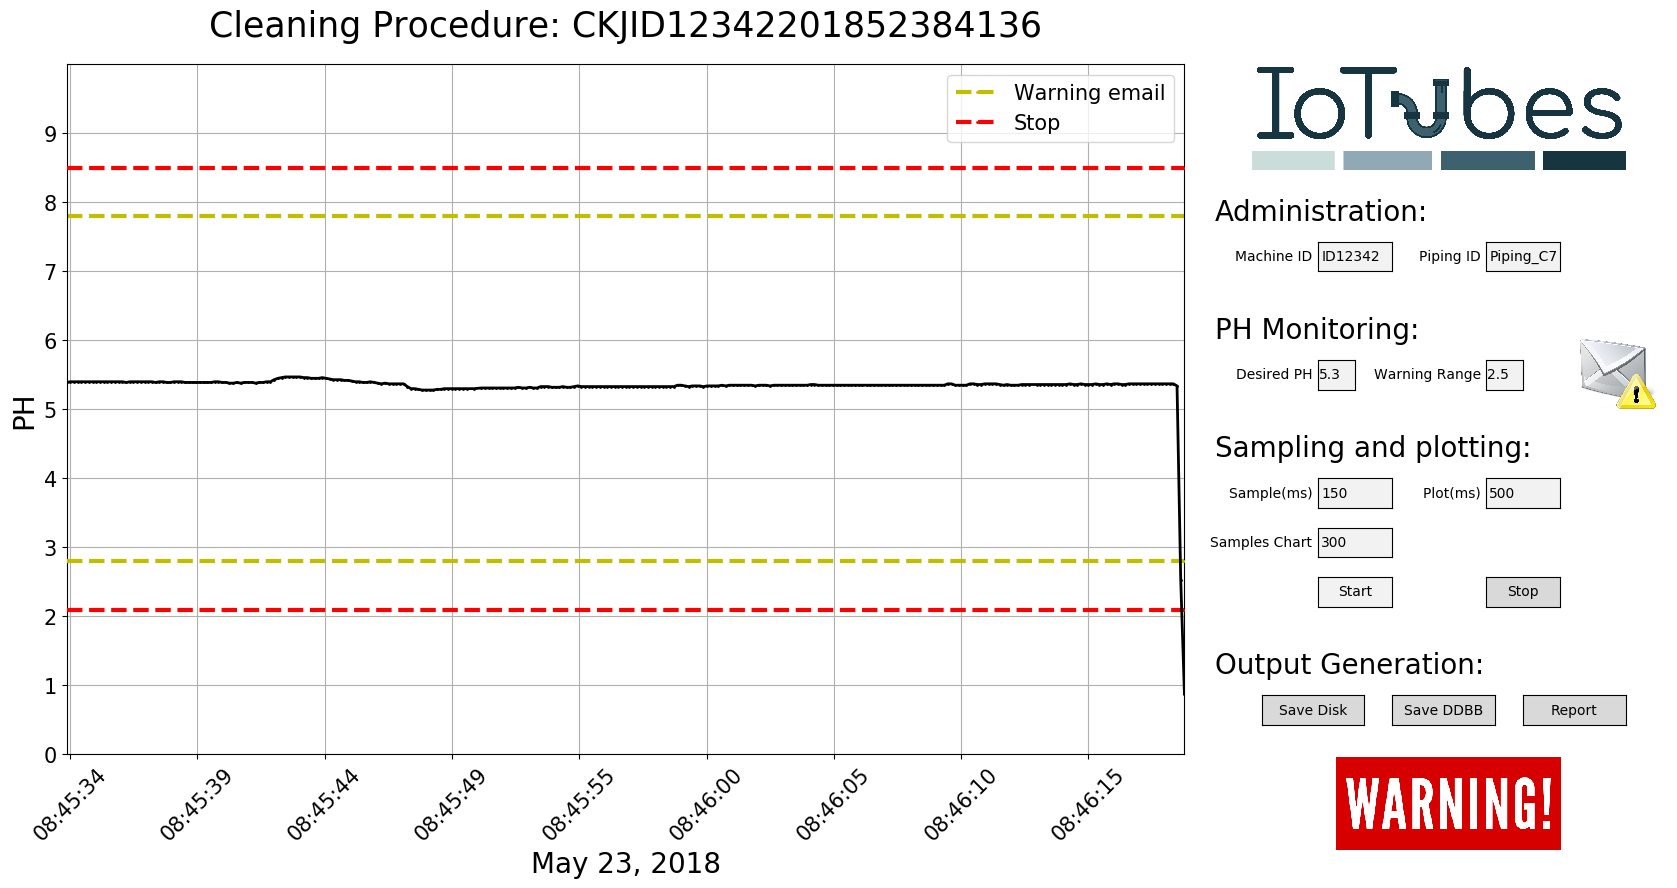 Cleaning Procedure: CKJID12342201852384136
Warning email
Stop
PH
9
8
7
6
5
4
3
2
1
0
08:45:34 08:45:39 08:45:44 08:45:49 08:45:55 08:46:00 08:46:05 08:46:10 08:46:15
May 23, 2018
IoTubes
Administration:
Machine ID ID12342 Piping ID Piping_C7
PH Monitoring:
Desired PH 5.3 Warning Range 2.5
Sampling and plotting:
Sample(ms) 150 Plot(ms) 500
Samples Chart 300
Start Stop
Output Generation:
Save Disk Save DDBB Report
WARNING!